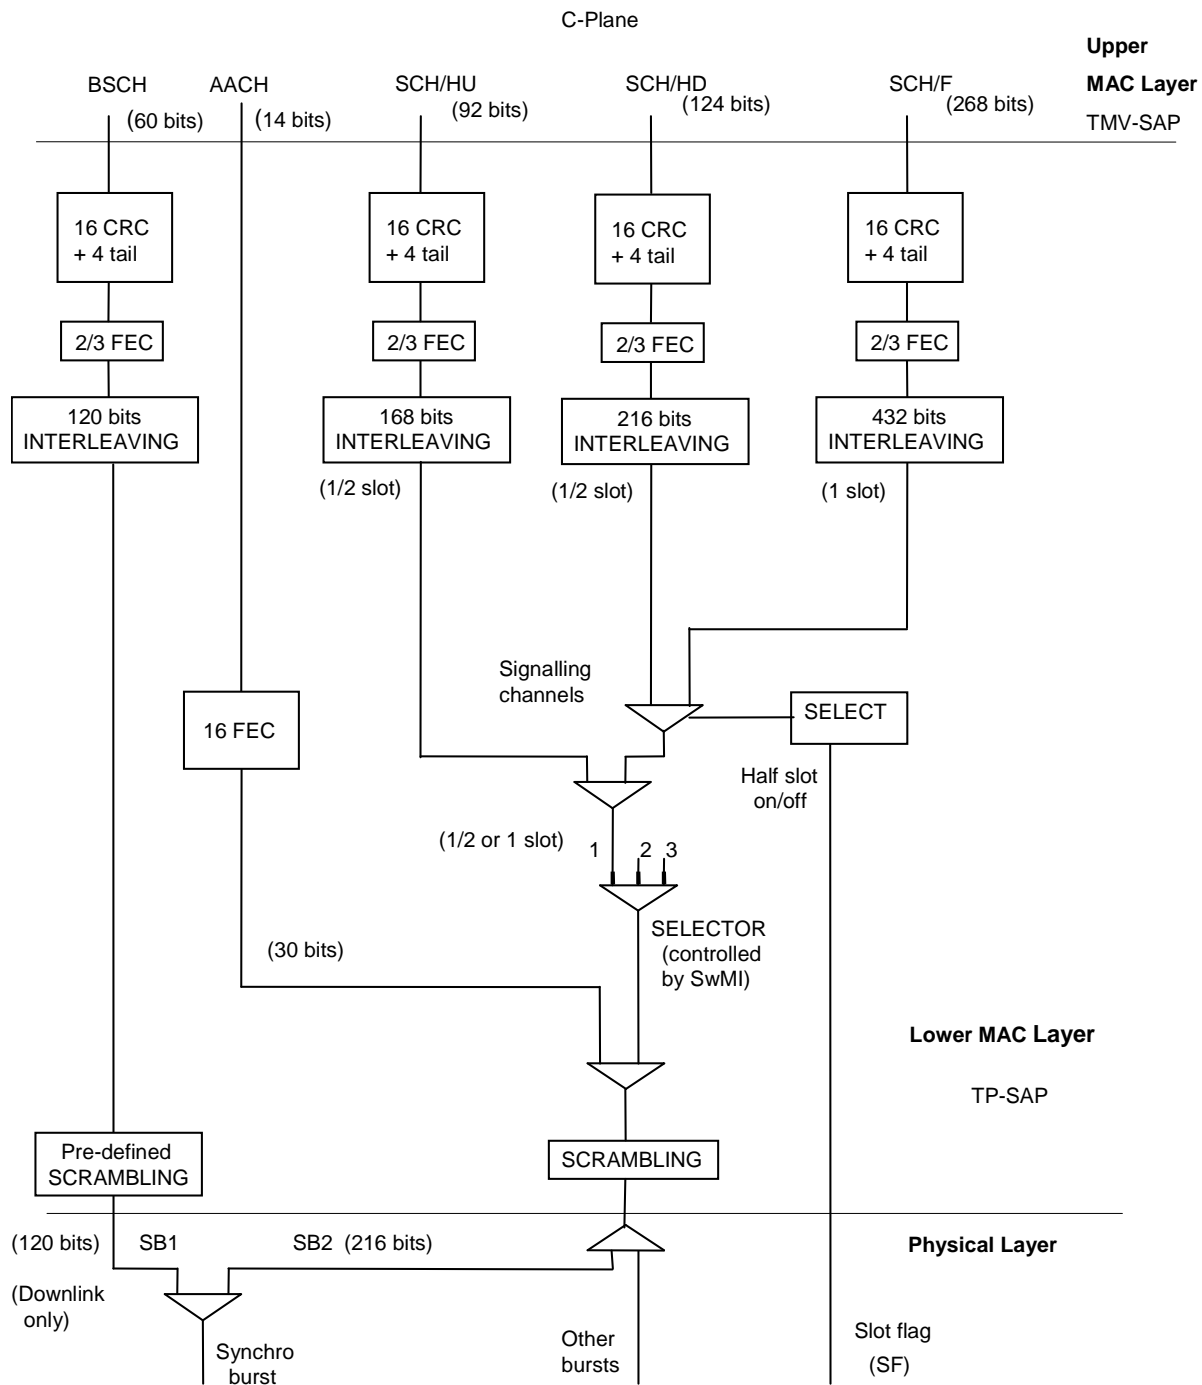 C-Plane
Upper
MAC Layer
TMV-SAP
BSCH
(60 bits)
AACH
(14 bits)
SCH/HU
(92 bits)
SCH/HD
(124 bits)
SCH/F
(268 bits)
16 CRC
+ 4 tail
16 CRC
+ 4 tail
16 CRC
+ 4 tail
16 CRC
+ 4 tail
2/3 FEC
2/3 FEC
2/3 FEC
2/3 FEC
120 bits
INTERLEAVING
168 bits
INTERLEAVING
216 bits
INTERLEAVING
432 bits
INTERLEAVING
(1/2 slot)
(1/2 slot)
(1 slot)
Signalling
channels
16 FEC
SELECT
Half slot
on/off
(1/2 or 1 slot)
1
2
3
SELECTOR
(controlled
by SwMI)
(30 bits)
Lower MAC Layer
TP-SAP
Pre-defined
SCRAMBLING
SCRAMBLING
(120 bits)
SB1
SB2 (216 bits)
Physical Layer
(Downlink
only)
Synchro
burst
Other
bursts
Slot flag
(SF)